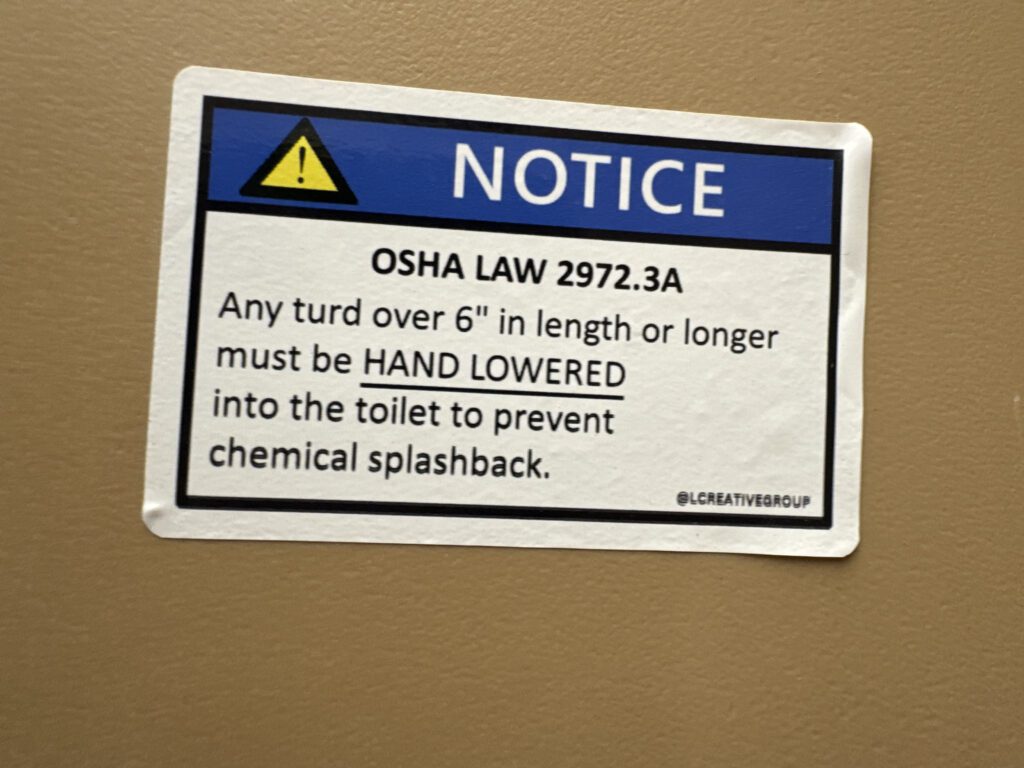 !
NOTICE
OSHA LAW 2972.3A
Any turd over 6" in length or longer
must be HAND LOWERED
into the toilet to prevent
chemical splashback.
@LCREATIVEGROUP